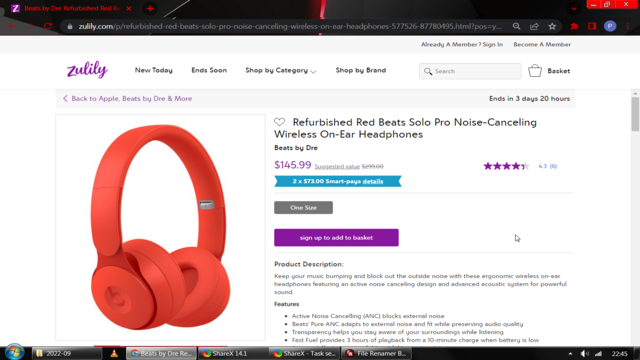 Beats by Dre Refurbished Red Be
zulily.com/p/refurbished-red-beats-solo-pro-noise-canceling-wireless-on-ear-headphones-577526-87780495.html?pos=y...
Already A Member? Sign In
Become A Member
zulily
New Today
Ends Soon
Shop by Category
Shop by Brand
Search
Basket
Back to Apple, Beats by Dre & More
Ends in 3 days 20 hours
Refurbished Red Beats Solo Pro Noise-Canceling
Wireless On-Ear Headphones
Beats by Dre
$145.99 Suggested value $299.00
4.3 (6)
2 x $73.00 Smart-pays details
One Size
sign up to add to basket
Product Description:
Keep your music bumping and block out the outside noise with these ergonomic wireless on-ear
headphones featuring an active noise canceling design and advanced acoustic system for powerful
sound.
Features
• Active Noise Cancelling (ANC) blocks external noise
• Beats' Pure ANC adapts to external noise and fit while preserving audio quality
• Transparency helps you stay aware of your surroundings while listening
• Fast Fuel provides 3 hours of playback from a 10-minute charge when battery is low
2022-09
Beats by Dre Re...
ShareX 14.1
ShareX - Task se...
File Renamer B...
22:45